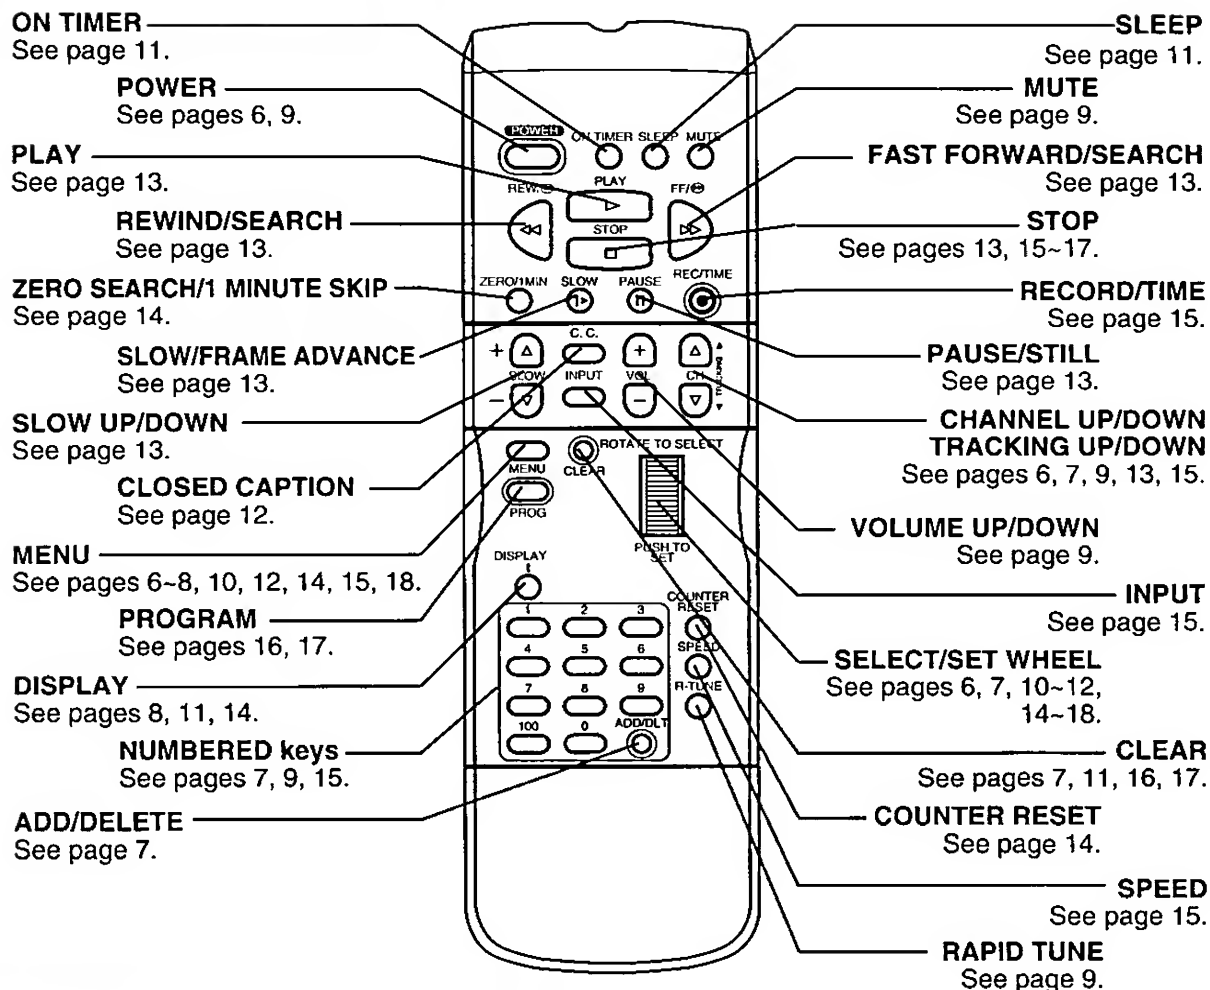 ON TIMER
See page 11.
POWER
See pages 6, 9.
PLAY
See page 13.
REWIND/SEARCH
See page 13.
ZERO SEARCH/1 MINUTE SKIP
See page 14.
SLOW/FRAME ADVANCE
See page 13.
SLOW UP/DOWN
See page 13.
CLOSED CAPTION
See page 12.
MENU
See pages 6~8, 10, 12, 14, 15, 18.
PROGRAM
See pages 16, 17.
DISPLAY
See pages 8, 11, 14.
NUMBERED keys
See pages 7, 9, 15.
ADD/DELETE
See page 7.
POWER
ON TIMER SLEEP MUTE
REW/
PLAY
FF/
STOP
ZERO/1MIN SLOW PAUSE REC/TIME
C.C.
+ +
SLOW INPUT VOL CH
- -
MENU
CLEAR
ROTATE TO SELECT
PROG
PUSH TO
SET
DISPLAY
COUNTER
RESET
1 2 3
SPEED
4 5 6
R-TUNE
7 8 9
100 0 ADD/DLT
SLEEP
See page 11.
MUTE
See page 9.
FAST FORWARD/SEARCH
See page 13.
STOP
See pages 13, 15~17.
RECORD/TIME
See page 15.
PAUSE/STILL
See page 13.
CHANNEL UP/DOWN
TRACKING UP/DOWN
See pages 6, 7, 9, 13, 15.
VOLUME UP/DOWN
See page 9.
INPUT
See page 15.
SELECT/SET WHEEL
See pages 6, 7, 10~12,
14~18.
CLEAR
See pages 7, 11, 16, 17.
COUNTER RESET
See page 14.
SPEED
See page 15.
RAPID TUNE
See page 9.